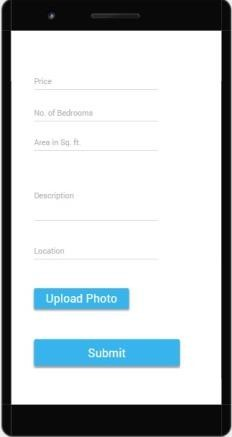 Price
No. of Bedrooms
Area in Sq. ft.
Description
Location
Upload Photo
Submit